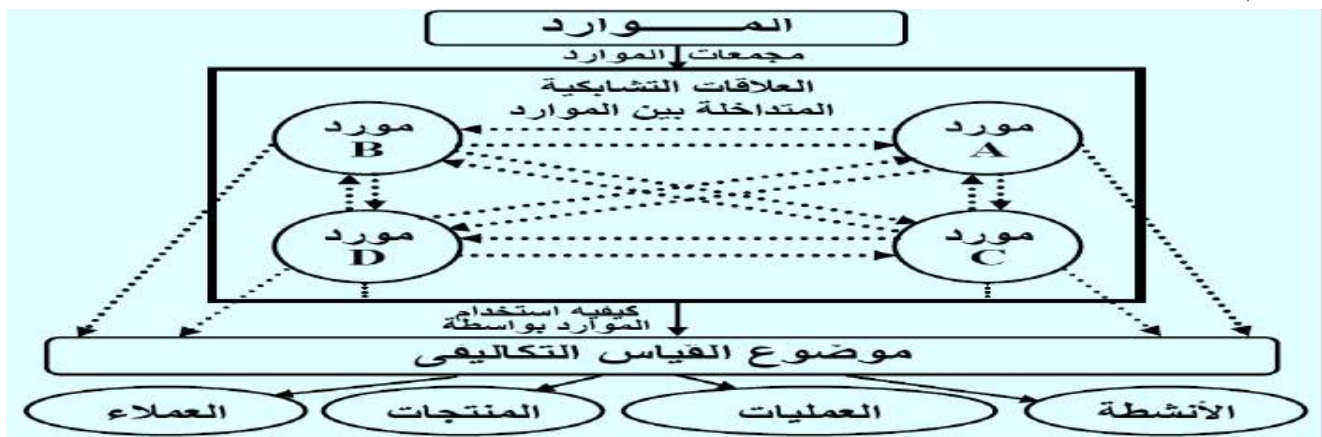 المـــــوارد
مجمعات الموارد
العلاقات التشابكية
المتداخلة بين الموارد
مورد
A
مورد
B
مورد
C
مورد
D
كيفيه استخدام
الموارد بواسطة
موضوع القياس التكاليفى
الأنشطة
العمليات
المنتجات
العملاء